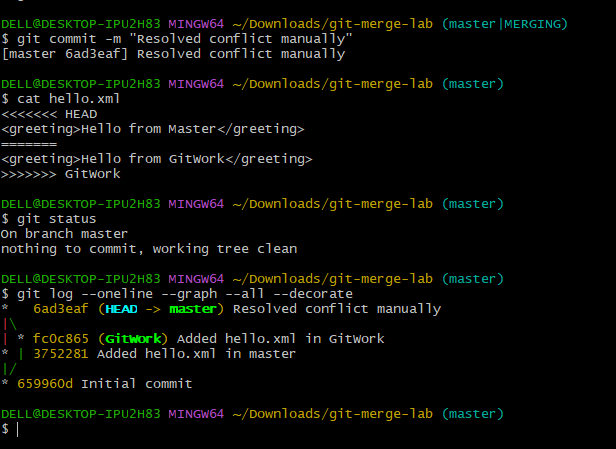 DELL@DESKTOP-IPU2H83 MINGW64 ~/Downloads/git-merge-lab (master|MERGING)
$ git commit -m "Resolved conflict manually"
[master 6ad3eaf] Resolved conflict manually
DELL@DESKTOP-IPU2H83 MINGW64 ~/Downloads/git-merge-lab (master)
$ cat hello.xml
<<<<<<< HEAD
<greeting>Hello from Master</greeting>
=======
<greeting>Hello from GitWork</greeting>
>>>>>>> GitWork
DELL@DESKTOP-IPU2H83 MINGW64 ~/Downloads/git-merge-lab (master)
$ git status
On branch master
nothing to commit, working tree clean
DELL@DESKTOP-IPU2H83 MINGW64 ~/Downloads/git-merge-lab (master)
$ git log --oneline --graph --all --decorate
*   6ad3eaf (HEAD -> master) Resolved conflict manually
|\
| * fc0c865 (GitWork) Added hello.xml in GitWork
* | 3752281 Added hello.xml in master
|/
* 659960d Initial commit
DELL@DESKTOP-IPU2H83 MINGW64 ~/Downloads/git-merge-lab (master)
$